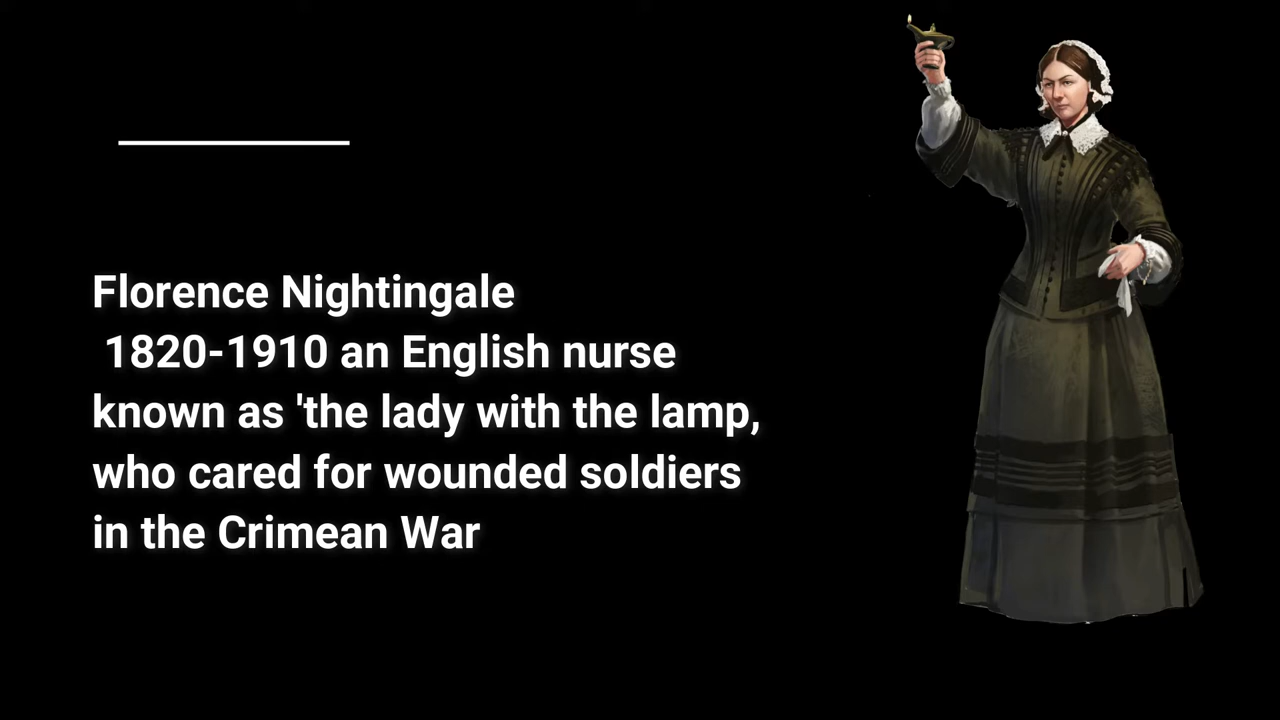 Florence Nightingale
1820-1910 an English nurse
known as 'the lady with the lamp,
who cared for wounded soldiers
in the Crimean War